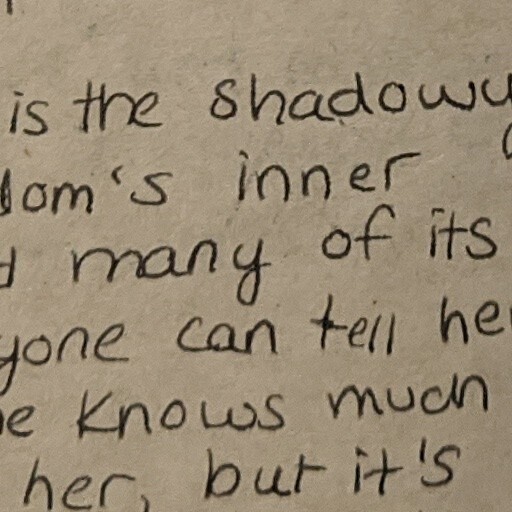 is the shadowy
dom's inner
d many of its
yone can tell he
e knows much
her, but it's